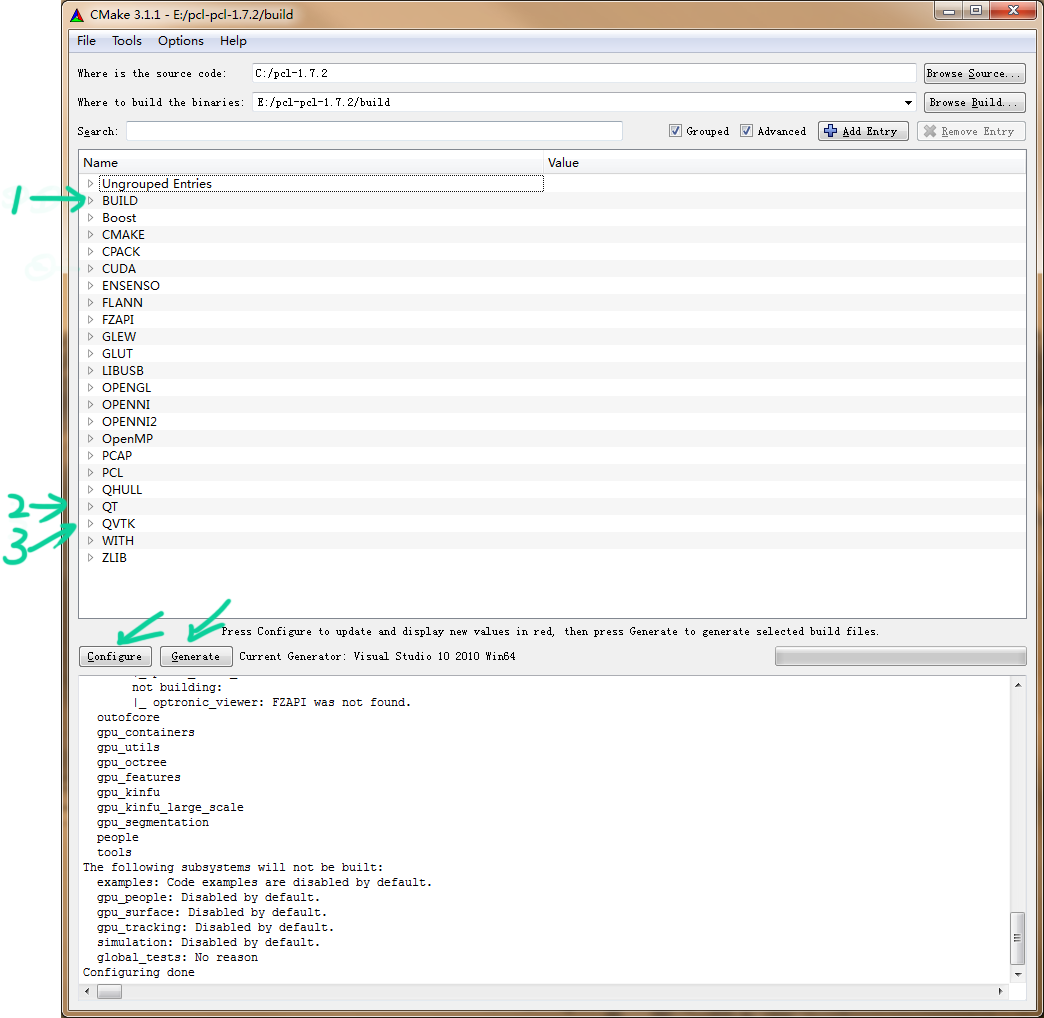 CMake 3.1.1 - E:/pcl-pcl-1.7.2/build
File Tools Options Help
Where is the source code: C:/pcl-1.7.2 Browse Source...
Where to build the binaries: E:/pcl-pcl-1.7.2/build Browse Build...
Search: Grouped Advanced Add Entry Remove Entry
Name Value
Ungrouped Entries
1 BUILD
Boost
CMAKE
CPACK
CUDA
ENSENSO
FLANN
FZAPI
GLEW
GLUT
LIBUSB
OPENGL
OPENNI
OPENNI2
OpenMP
PCAP
PCL
QHULL
2 QT
3 QVTK
WITH
ZLIB
Press Configure to update and display new values in red, then press Generate to generate selected build files.
Configure Generate Current Generator: Visual Studio 10 2010 Win64
not building:
|_ optronic_viewer: FZAPI was not found.
outofcore
gpu_containers
gpu_utils
gpu_octree
gpu_features
gpu_kinfu
gpu_kinfu_large_scale
gpu_segmentation
people
tools
The following subsystems will not be built:
examples: Code examples are disabled by default.
gpu_people: Disabled by default.
gpu_surface: Disabled by default.
gpu_tracking: Disabled by default.
simulation: Disabled by default.
global_tests: No reason
Configuring done